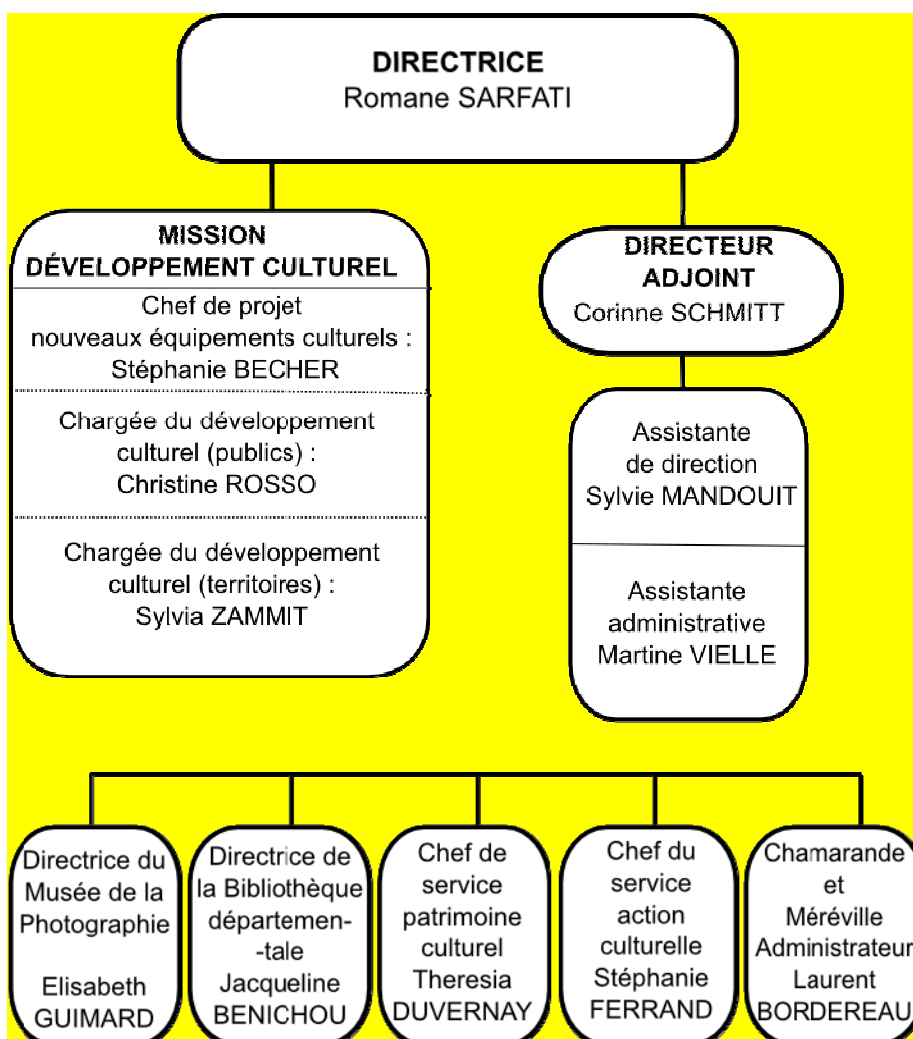 DIRECTRICE
Romane SARFATI
MISSION
DÉVELOPPEMENT CULTUREL
Chef de projet
nouveaux équipements culturels :
Stéphanie BECHER
Chargée du développement
culturel (publics) :
Christine ROSSO
Chargée du développement
culturel (territoires) :
Sylvia ZAMMIT
DIRECTEUR
ADJOINT
Corinne SCHMITT
Assistante
de direction
Sylvie MANDOUIT
Assistante
administrative
Martine VIELLE
Directrice du
Musée de la
Photographie
Elisabeth
GUIMARD
Directrice de
la Bibliothèque
départemen-
-tale
Jacqueline
BENICHOU
Chef de
service
patrimoine
culturel
Theresia
DUVERNAY
Chef du
service
action
culturelle
Stéphanie
FERRAND
Chamarande
et
Méréville
Administrateur
Laurent
BORDEREAU